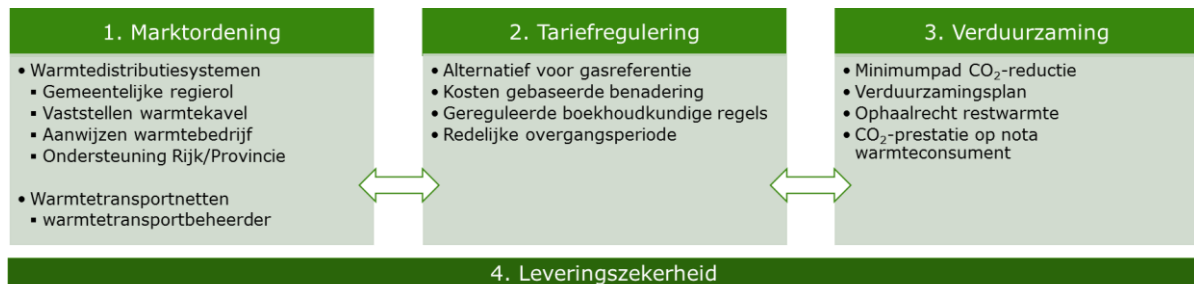 1. Marktordening
• Warmtedistributiesystemen
▪ Gemeentelijke regierol
▪ Vaststellen warmtekavel
▪ Aanwijzen warmtebedrijf
▪ Ondersteuning Rijk/Provincie
• Warmtetransportnetten
▪ warmtetransportbeheerder
2. Tariefregulering
• Alternatief voor gasreferentie
• Kosten gebaseerde benadering
• Gereguleerde boekhoudkundige regels
• Redelijke overgangsperiode
3. Verduurzaming
• Minimumpad CO₂-reductie
• Verduurzamingsplan
• Ophaalrecht restwarmte
• CO₂-prestatie op nota
warmteconsument
4. Leveringszekerheid